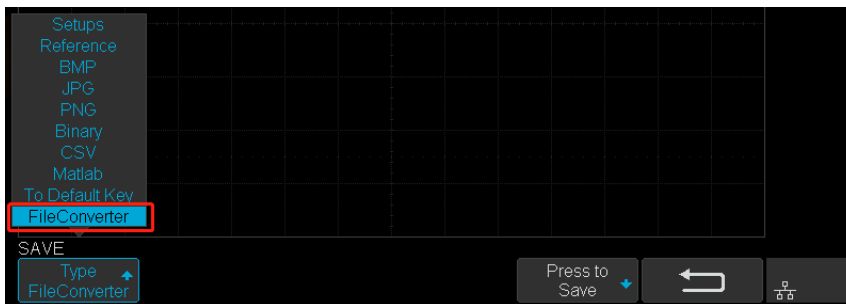 Setups
Reference
BMP
JPG
PNG
Binary
CSV
Matlab
To Default Key
FileConverter
SAVE
Type
FileConverter
Press to
Save